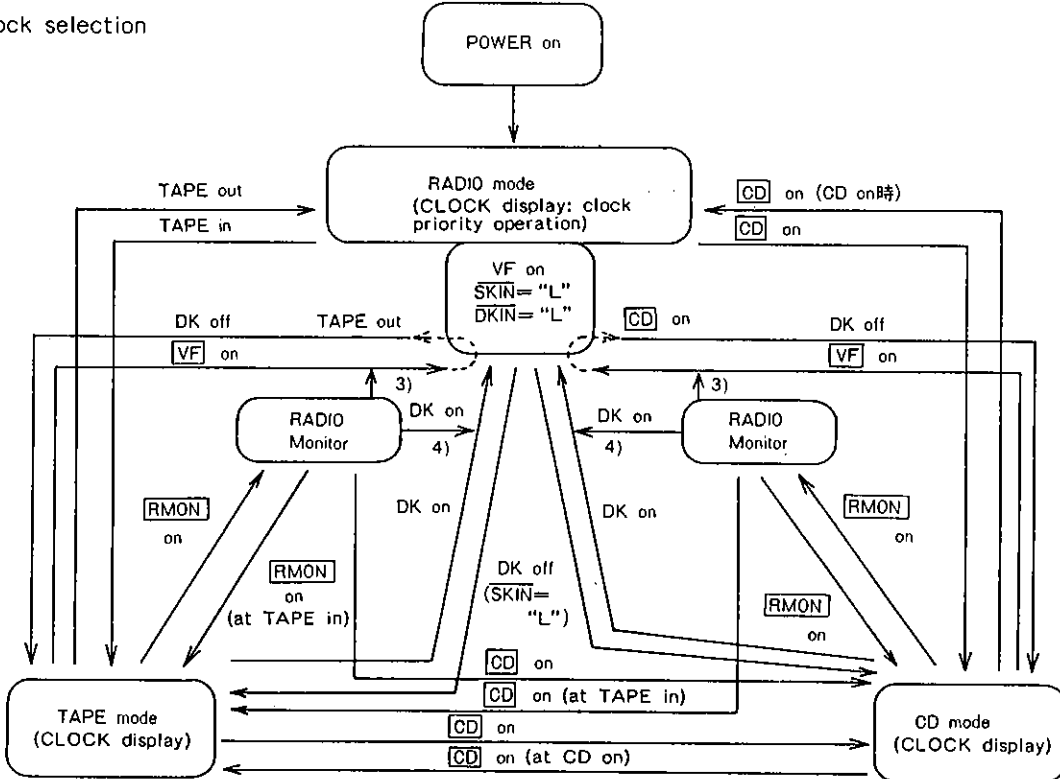 ock selection
POWER on
RADIO mode
(CLOCK display: clock
priority operation)
TAPE out
TAPE in
CD on (CD on時)
CD on
VF on
SKIN= "L"
DKIN= "L"
DK off
TAPE out
VF on
CD on
DK off
VF on
3)
3)
RADIO
Monitor
DK on
4)
DK on
4)
RADIO
Monitor
RMON
on
DK on
DK on
RMON
on
RMON
on
(at TAPE in)
DK off
(SKIN=
"L")
RMON
on
CD on
CD on (at TAPE in)
TAPE mode
(CLOCK display)
CD on
CD on (at CD on)
CD mode
(CLOCK display)